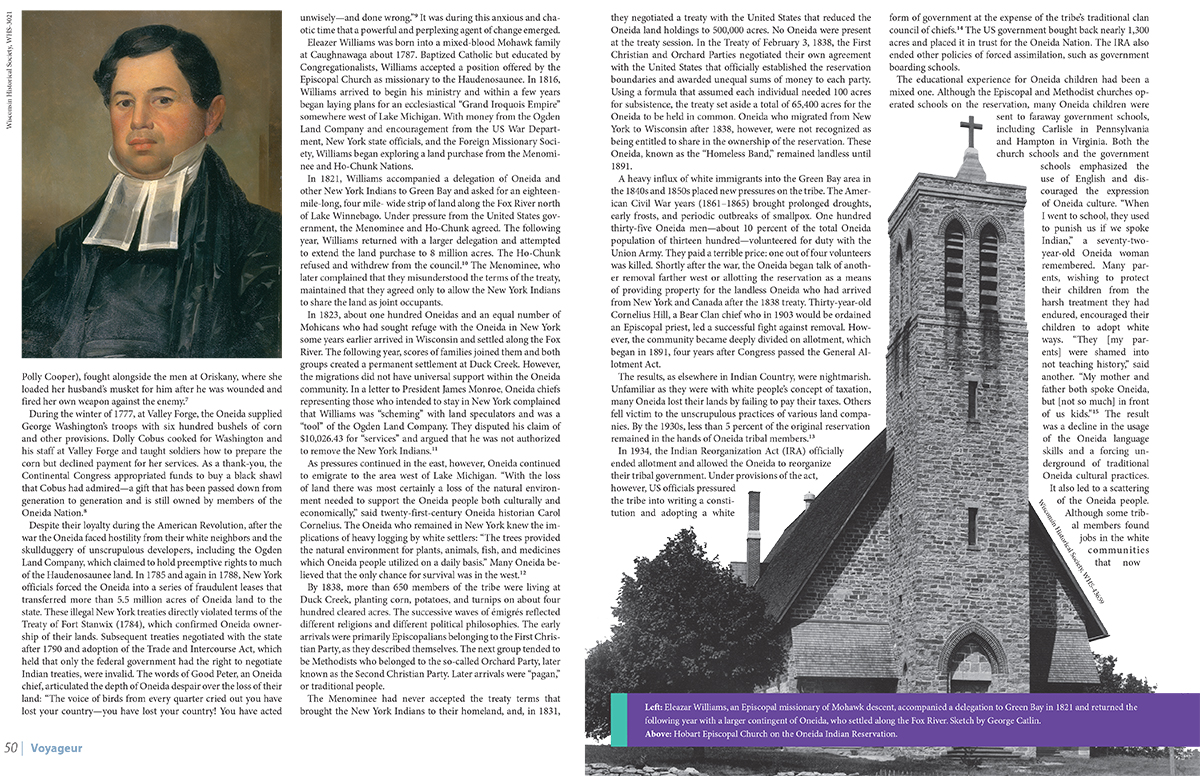 Wisconsin Historical Society, WHS-3021
Polly Cooper), fought alongside the men at Oriskany, where she
loaded her husband's musket for him after he was wounded and
fired her own weapon against the enemy.⁷
During the winter of 1777, at Valley Forge, the Oneida supplied
George Washington's troops with six hundred bushels of corn
and other provisions. Dolly Cobus cooked for Washington and
his staff at Valley Forge and taught soldiers how to prepare the
corn but declined payment for her services. As a thank-you, the
Continental Congress appropriated funds to buy a black shawl
that Cobus had admired—a gift that has been passed down from
generation to generation and is still owned by members of the
Oneida Nation.⁸
Despite their loyalty during the American Revolution, after the
war the Oneida faced hostility from their white neighbors and the
skullduggery of unscrupulous developers, including the Ogden
Land Company, which claimed to hold preemptive rights to much
of the Haudenosaunee land. In 1785 and again in 1788, New York
officials forced the Oneida into a series of fraudulent leases that
transferred more than 5.5 million acres of Oneida land to the
state. These illegal New York treaties directly violated terms of the
Treaty of Fort Stanwix (1784), which confirmed Oneida owner-
ship of their lands. Subsequent treaties negotiated with the state
after 1790 and adoption of the Trade and Intercourse Act, which
held that only the federal government had the right to negotiate
Indian treaties, were invalid. The words of Good Peter, an Oneida
chief, articulated the depth of Oneida despair over the loss of their
land: "The voice of birds from every quarter cried out you have
lost your country—you have lost your country! You have acted
unwisely—and done wrong."⁹ It was during this anxious and cha-
otic time that a powerful and perplexing agent of change emerged.
Eleazer Williams was born into a mixed-blood Mohawk family
at Caughnawaga about 1787. Baptized Catholic but educated by
Congregationalists, Williams accepted a position offered by the
Episcopal Church as missionary to the Haudenosaunee. In 1816,
Williams arrived to begin his ministry and within a few years
began laying plans for an ecclesiastical "Grand Iroquois Empire"
somewhere west of Lake Michigan. With money from the Ogden
Land Company and encouragement from the US War Depart-
ment, New York state officials, and the Foreign Missionary Soci-
ety, Williams began exploring a land purchase from the Menomi-
nee and Ho-Chunk Nations.
In 1821, Williams accompanied a delegation of Oneida and
other New York Indians to Green Bay and asked for an eighteen-
mile-long, four mile- wide strip of land along the Fox River north
of Lake Winnebago. Under pressure from the United States gov-
ernment, the Menominee and Ho-Chunk agreed. The following
year, Williams returned with a larger delegation and attempted
to extend the land purchase to 8 million acres. The Ho-Chunk
refused and withdrew from the council.¹⁰ The Menominee, who
later complained that they misunderstood the terms of the treaty,
maintained that they agreed only to allow the New York Indians
to share the land as joint occupants.
In 1823, about one hundred Oneidas and an equal number of
Mohicans who had sought refuge with the Oneida in New York
some years earlier arrived in Wisconsin and settled along the Fox
River. The following year, scores of families joined them and both
groups created a permanent settlement at Duck Creek. However,
the migrations did not have universal support within the Oneida
community. In a letter to President James Monroe, Oneida chiefs
representing those who intended to stay in New York complained
that Williams was "scheming" with land speculators and was a
"tool" of the Ogden Land Company. They disputed his claim of
$10,026.43 for "services" and argued that he was not authorized
to remove the New York Indians.¹¹
As pressures continued in the east, however, Oneida continued
to emigrate to the area west of Lake Michigan. "With the loss
of land there was most certainly a loss of the natural environ-
ment needed to support the Oneida people both culturally and
economically," said twenty-first-century Oneida historian Carol
Cornelius. The Oneida who remained in New York knew the im-
plications of heavy logging by white settlers: "The trees provided
the natural environment for plants, animals, fish, and medicines
which Oneida people utilized on a daily basis." Many Oneida be-
lieved that the only chance for survival was in the west.¹²
By 1838, more than 650 members of the tribe were living at
Duck Creek, planting corn, potatoes, and turnips on about four
hundred cleared acres. The successive waves of émigrés reflected
different religions and different political philosophies. The early
arrivals were primarily Episcopalians belonging to the First Chris-
tian Party, as they described themselves. The next group tended to
be Methodists who belonged to the so-called Orchard Party, later
known as the Second Christian Party. Later arrivals were "pagan,"
or traditional people.
The Menominee had never accepted the treaty terms that
brought the New York Indians to their homeland, and, in 1831,
50 | Voyageur
they negotiated a treaty with the United States that reduced the
Oneida land holdings to 500,000 acres. No Oneida were present
at the treaty session. In the Treaty of February 3, 1838, the First
Christian and Orchard Parties negotiated their own agreement
with the United States that officially established the reservation
boundaries and awarded unequal sums of money to each party.
Using a formula that assumed each individual needed 100 acres
for subsistence, the treaty set aside a total of 65,400 acres for the
Oneida to be held in common. Oneida who migrated from New
York to Wisconsin after 1838, however, were not recognized as
being entitled to share in the ownership of the reservation. These
Oneida, known as the "Homeless Band," remained landless until
1891.
A heavy influx of white immigrants into the Green Bay area in
the 1840s and 1850s placed new pressures on the tribe. The Amer-
ican Civil War years (1861–1865) brought prolonged droughts,
early frosts, and periodic outbreaks of smallpox. One hundred
thirty-five Oneida men—about 10 percent of the total Oneida
population of thirteen hundred—volunteered for duty with the
Union Army. They paid a terrible price: one out of four volunteers
was killed. Shortly after the war, the Oneida began talk of anoth-
er removal farther west or allotting the reservation as a means
of providing property for the landless Oneida who had arrived
from New York and Canada after the 1838 treaty. Thirty-year-old
Cornelius Hill, a Bear Clan chief who in 1903 would be ordained
an Episcopal priest, led a successful fight against removal. How-
ever, the community became deeply divided on allotment, which
began in 1891, four years after Congress passed the General Al-
lotment Act.
The results, as elsewhere in Indian Country, were nightmarish.
Unfamiliar as they were with white people's concept of taxation,
many Oneida lost their lands by failing to pay their taxes. Others
fell victim to the unscrupulous practices of various land compa-
nies. By the 1930s, less than 5 percent of the original reservation
remained in the hands of Oneida tribal members.¹³
In 1934, the Indian Reorganization Act (IRA) officially
ended allotment and allowed the Oneida to reorganize
their tribal government. Under provisions of the act,
however, US officials pressured
the tribe into writing a consti-
tution and adopting a white
form of government at the expense of the tribe's traditional clan
council of chiefs.¹⁴ The US government bought back nearly 1,300
acres and placed it in trust for the Oneida Nation. The IRA also
ended other policies of forced assimilation, such as government
boarding schools.
The educational experience for Oneida children had been a
mixed one. Although the Episcopal and Methodist churches op-
erated schools on the reservation, many Oneida children were
sent to faraway government schools,
including Carlisle in Pennsylvania
and Hampton in Virginia. Both the
church schools and the government
schools emphasized the
use of English and dis-
couraged the expression
of Oneida culture. "When
I went to school, they used
to punish us if we spoke
Indian," a seventy-two-
year-old Oneida woman
remembered. Many par-
ents, wishing to protect
their children from the
harsh treatment they had
endured, encouraged their
children to adopt white
ways. "They [my par-
ents] were shamed into
not teaching history," said
another. "My mother and
father both spoke Oneida,
but [not so much] in front
of us kids."¹⁵ The result
was a decline in the usage
of the Oneida language
skills and a forcing un-
derground of traditional
Oneida cultural practices.
It also led to a scattering
of the Oneida people.
Although some trib-
al members found
jobs in the white
communities
that now
Wisconsin Historical Society, WHS-43659
Left: Eleazar Williams, an Episcopal missionary of Mohawk descent, accompanied a delegation to Green Bay in 1821 and returned the
following year with a larger contingent of Oneida, who settled along the Fox River. Sketch by George Catlin.
Above: Hobart Episcopal Church on the Oneida Indian Reservation.